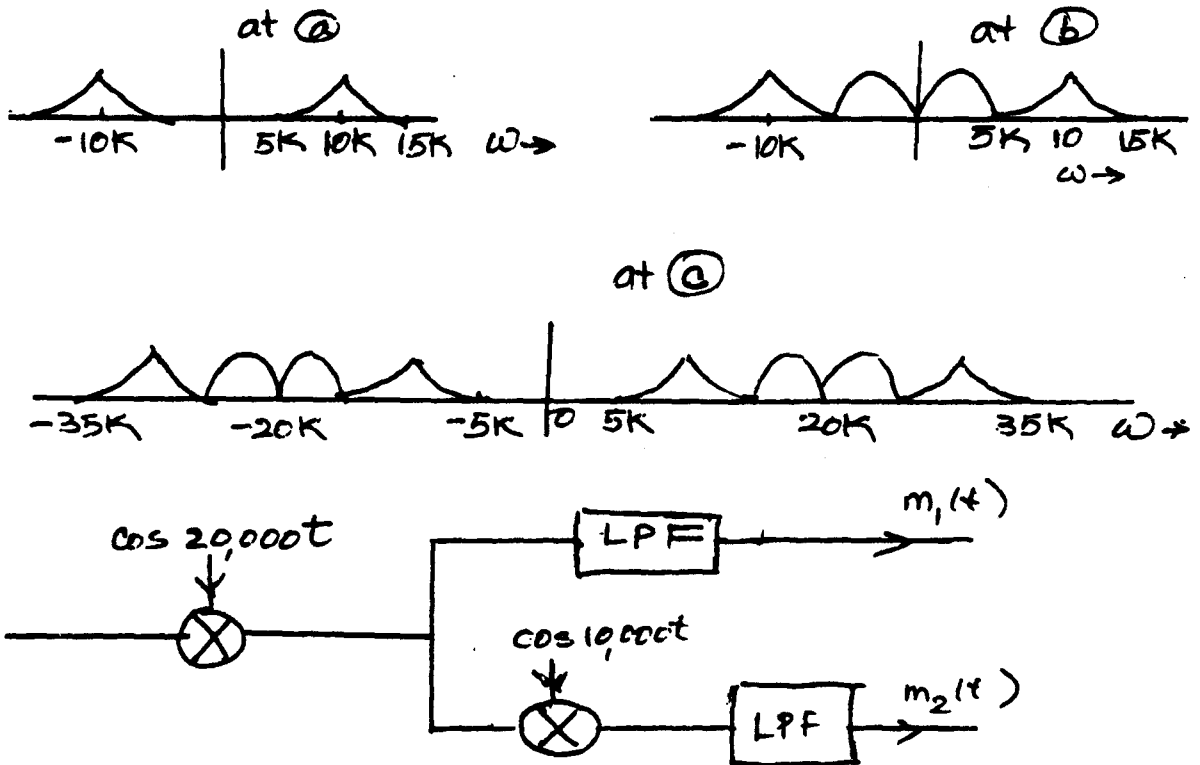 at ⓐ
-10K 5K 10K 15K ω→
at ⓑ
-10K 5K 10 15K
ω→
at ⓒ
-35K -20K -5K 0 5K 20K 35K ω→
cos 20,000t
LPF
m₁(t)
cos 10,000t
LPF
m₂(t)